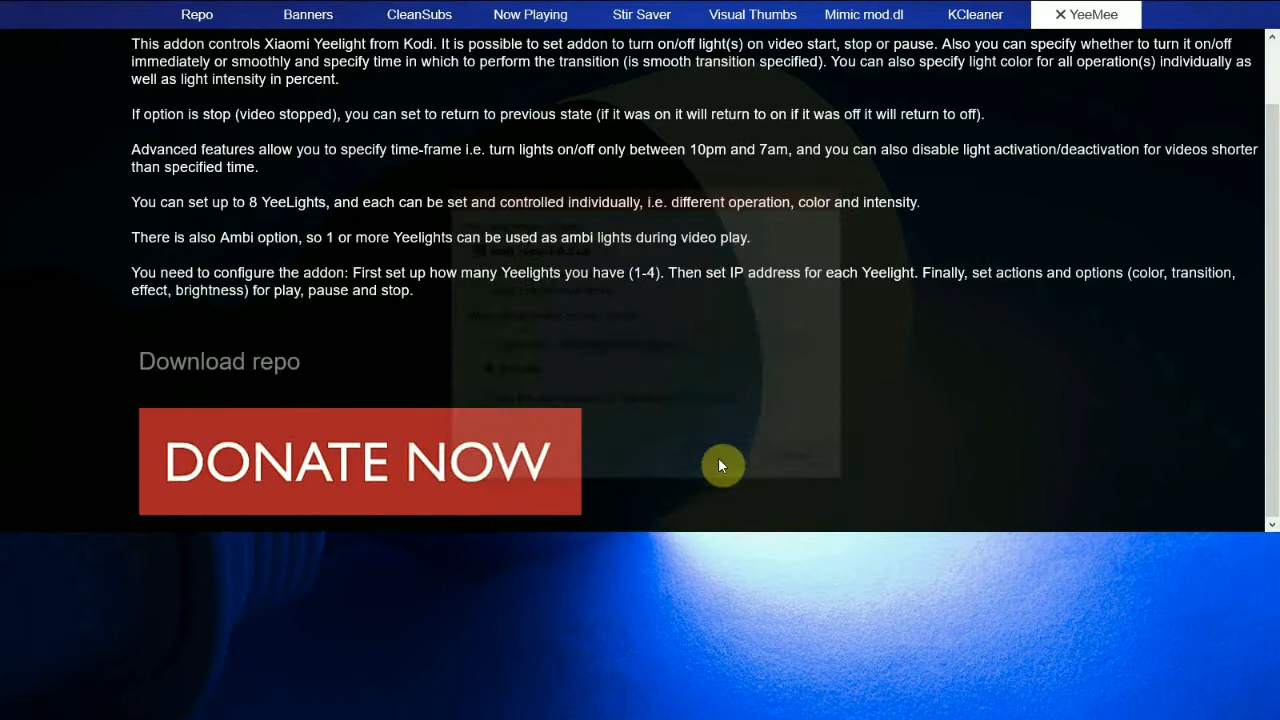 Repo
Banners
CleanSubs
Now Playing
Stir Saver
Visual Thumbs
Mimic mod.dl
KCleaner
YeeMee
This addon controls Xiaomi Yeelight from Kodi. It is possible to set addon to turn on/off light(s) on video start, stop or pause. Also you can specify whether to turn it on/off
immediately or smoothly and specify time in which to perform the transition (is smooth transition specified). You can also specify light color for all operation(s) individually as
well as light intensity in percent.
If option is stop (video stopped), you can set to return to previous state (if it was on it will return to on if it was off it will return to off).
Advanced features allow you to specify time-frame i.e. turn lights on/off only between 10pm and 7am, and you can also disable light activation/deactivation for videos shorter
than specified time.
You can set up to 8 YeeLights, and each can be set and controlled individually, i.e. different operation, color and intensity.
There is also Ambi option, so 1 or more Yeelights can be used as ambi lights during video play.
You need to configure the addon: First set up how many Yeelights you have (1-4). Then set IP address for each Yeelight. Finally, set actions and options (color, transition,
effect, brightness) for play, pause and stop.
Download repo
DONATE NOW